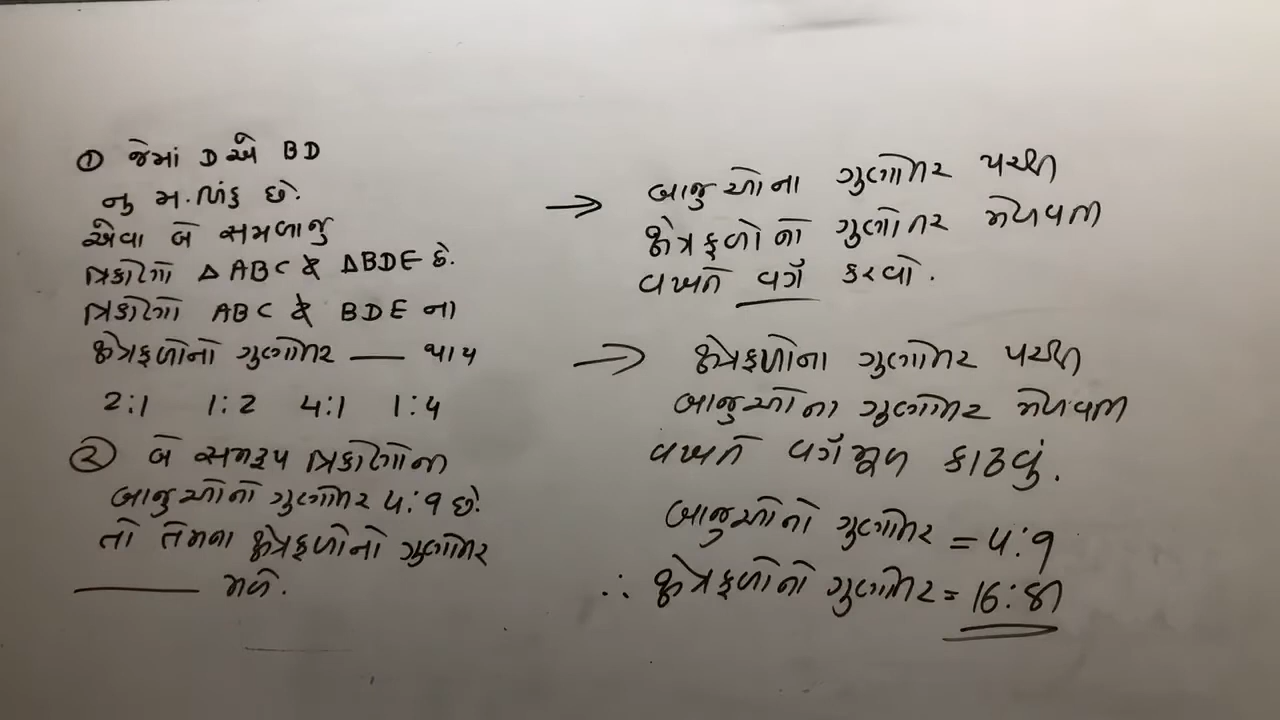 ① જેમાં D એ BD
નુ મ.બિંદુ છે.
એવા બે સમબાજુ
ત્રિકોણો △ ABC & △BDE છે.
ત્રિકોણો ABC & BDE ના
ક્ષેત્રફળોનો ગુણોત્તર —— થાય
2:1 1:2 4:1 1:4
② બે સમરૂપ ત્રિકોણોના
બાજુઓનો ગુણોત્તર 4:9 છે.
તો તેમના ક્ષેત્રફળોનો ગુણોત્તર
———— મળે.
→ બાજુઓના ગુણોત્તર પરથી
ક્ષેત્રફળોનો ગુણોત્તર મેળવતા
વખતે વર્ગ કરવો.
→ ક્ષેત્રફળોના ગુણોત્તર પરથી
બાજુઓના ગુણોત્તર મેળવતા
વખતે વર્ગમૂળ કાઢવું.
બાજુઓનો ગુણોત્તર = 4:9
∴ ક્ષેત્રફળોનો ગુણોત્તર = 16:81